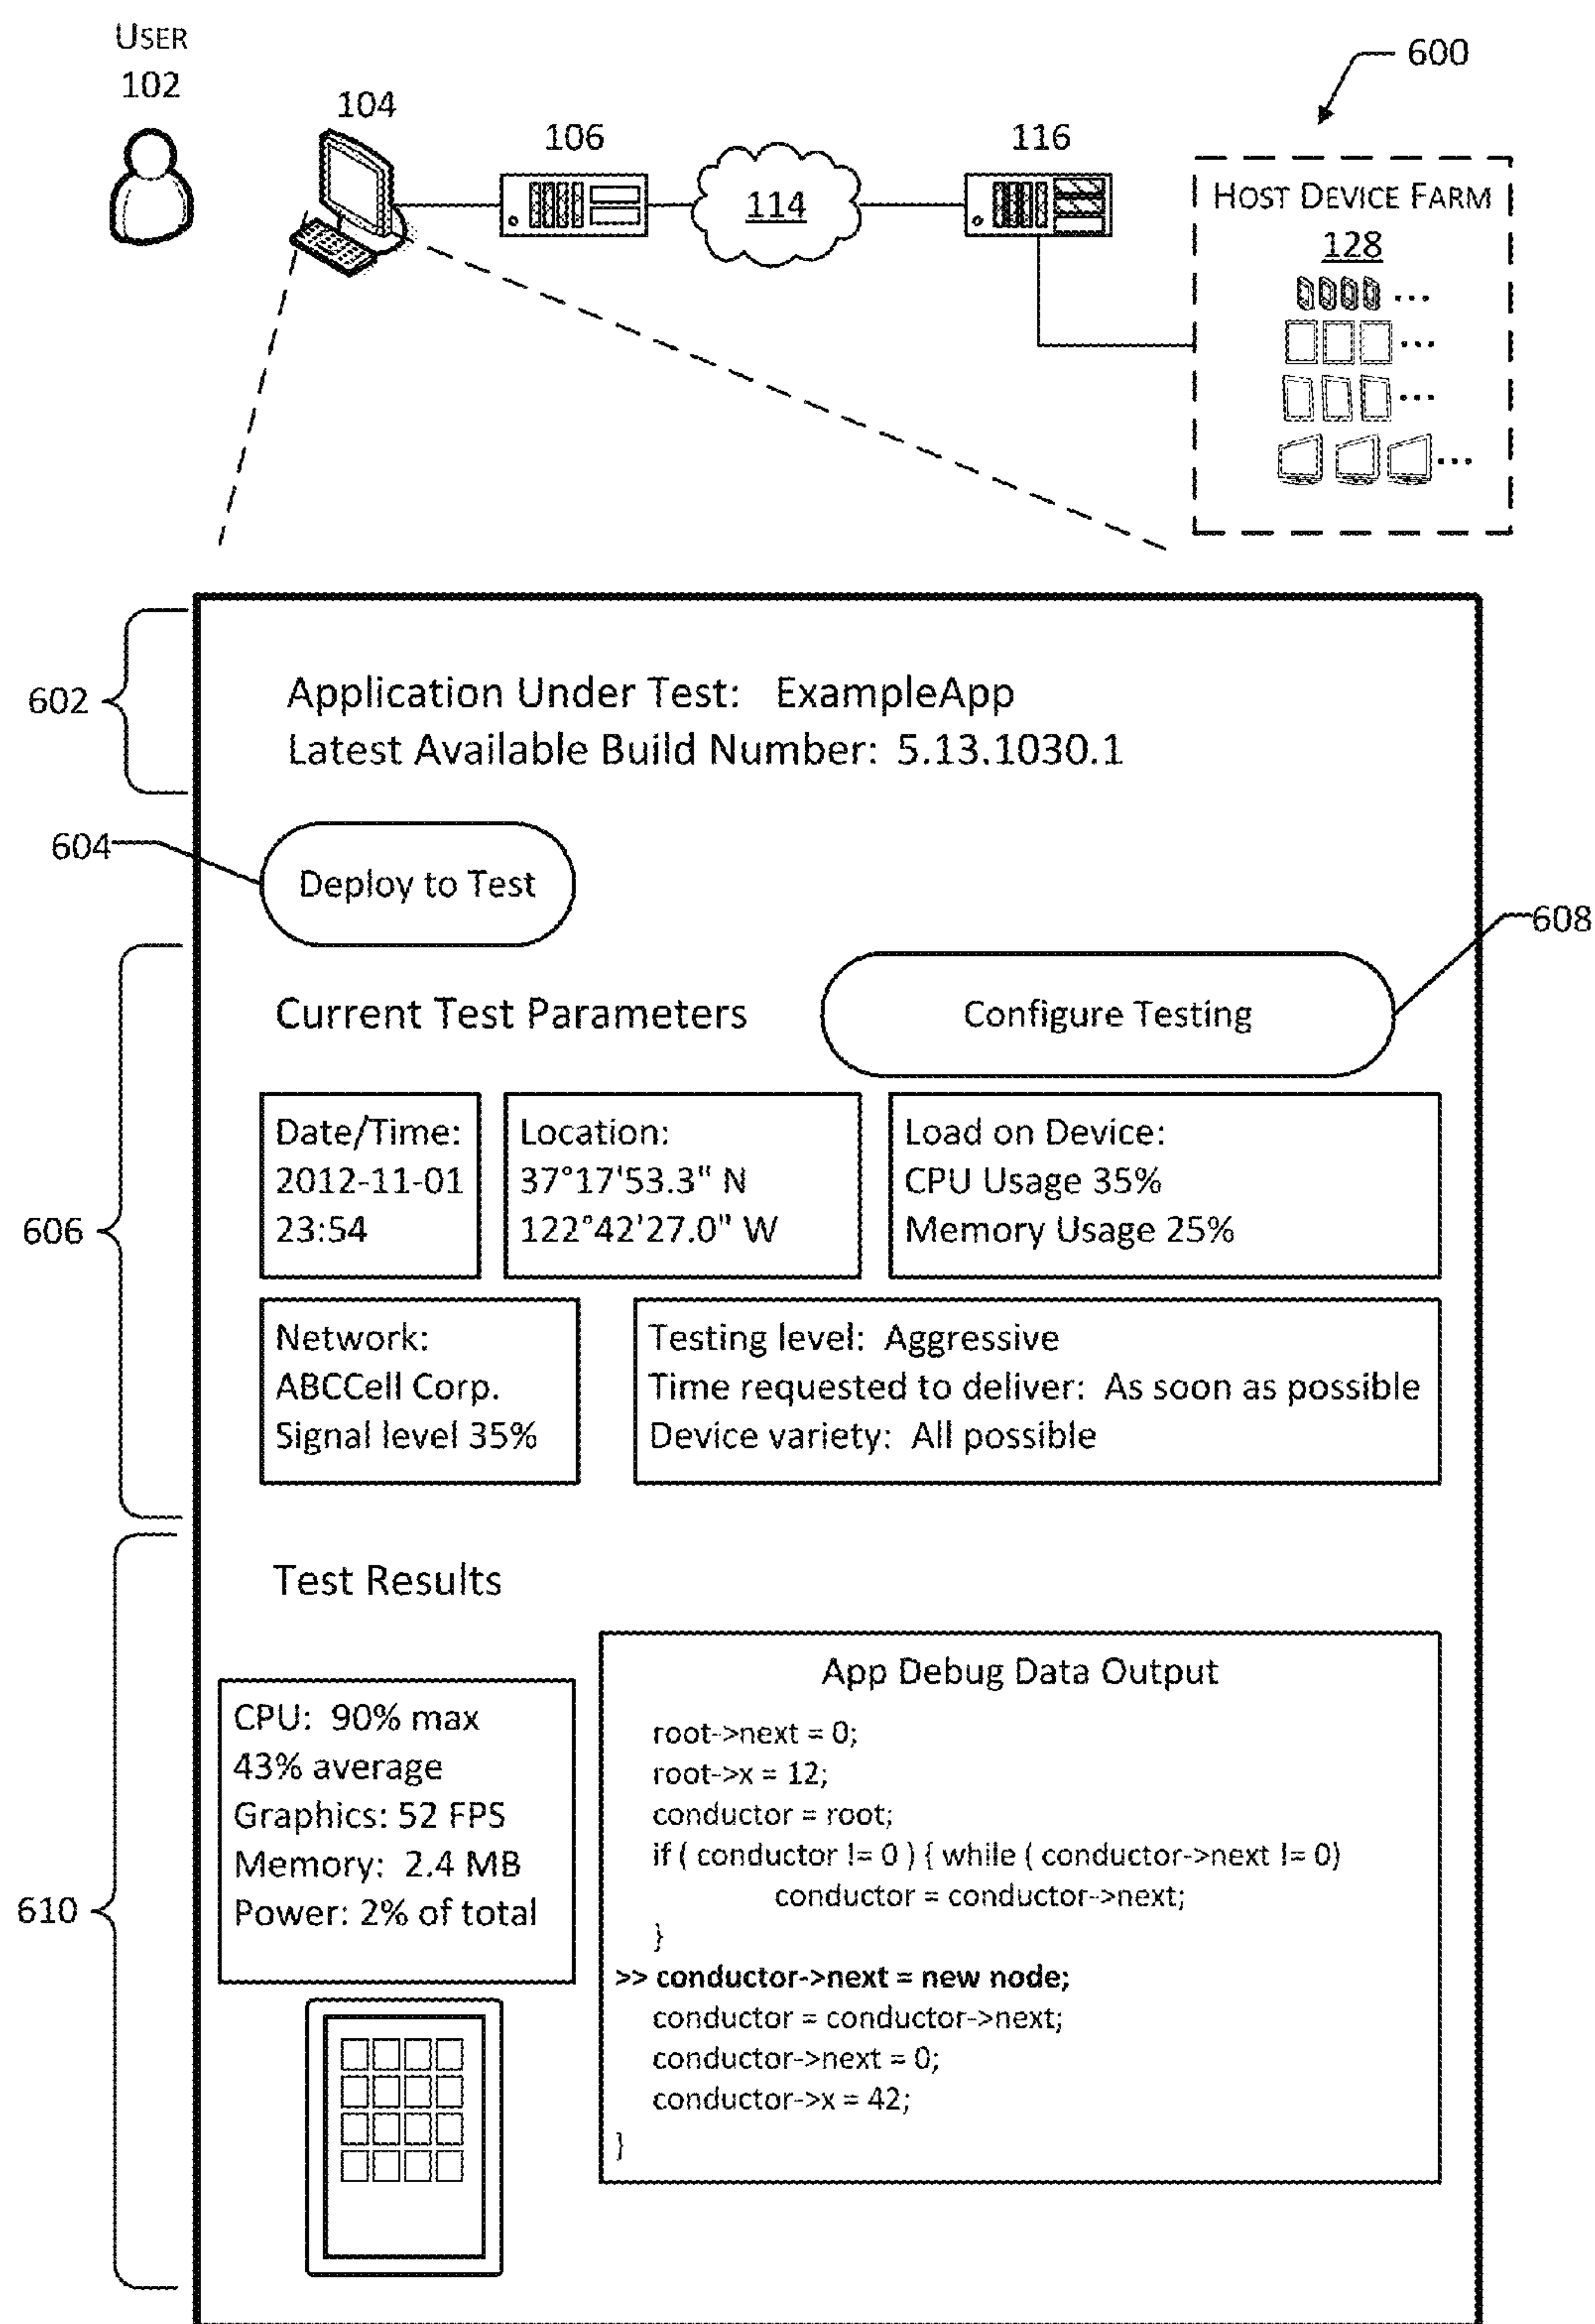 USER
102
104
106
114
116
600
HOST DEVICE FARM
128
602
Application Under Test: ExampleApp
Latest Available Build Number: 5.13.1030.1
604
Deploy to Test
608
606
Current Test Parameters
Configure Testing
Date/Time:
2012-11-01
23:54
Location:
37°17'53.3" N
122°42'27.0" W
Load on Device:
CPU Usage 35%
Memory Usage 25%
Network:
ABCCell Corp.
Signal level 35%
Testing level: Aggressive
Time requested to deliver: As soon as possible
Device variety: All possible
610
Test Results
CPU: 90% max
43% average
Graphics: 52 FPS
Memory: 2.4 MB
Power: 2% of total
App Debug Data Output
root->next = 0;
root->x = 12;
conductor = root;
if ( conductor != 0 ) { while ( conductor->next != 0)
conductor = conductor->next;
}
>> conductor->next = new node;
conductor = conductor->next;
conductor->next = 0;
conductor->x = 42;
}